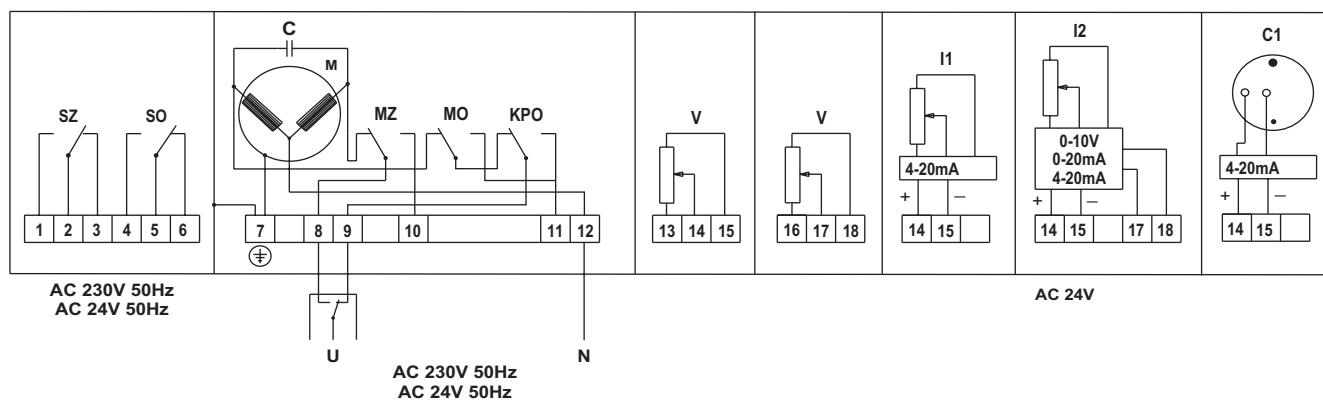 C
M
SZ SO
MZ MO KPO
V
V
I1
I2
C1
4-20mA
0-10V
0-20mA
4-20mA
4-20mA
+ –
+ –
+ –
1 2 3 4 5 6
7 8 9 10 11 12
13 14 15
16 17 18
14 15
14 15 17 18
14 15
AC 230V 50Hz
AC 24V 50Hz
AC 24V
U N
AC 230V 50Hz
AC 24V 50Hz